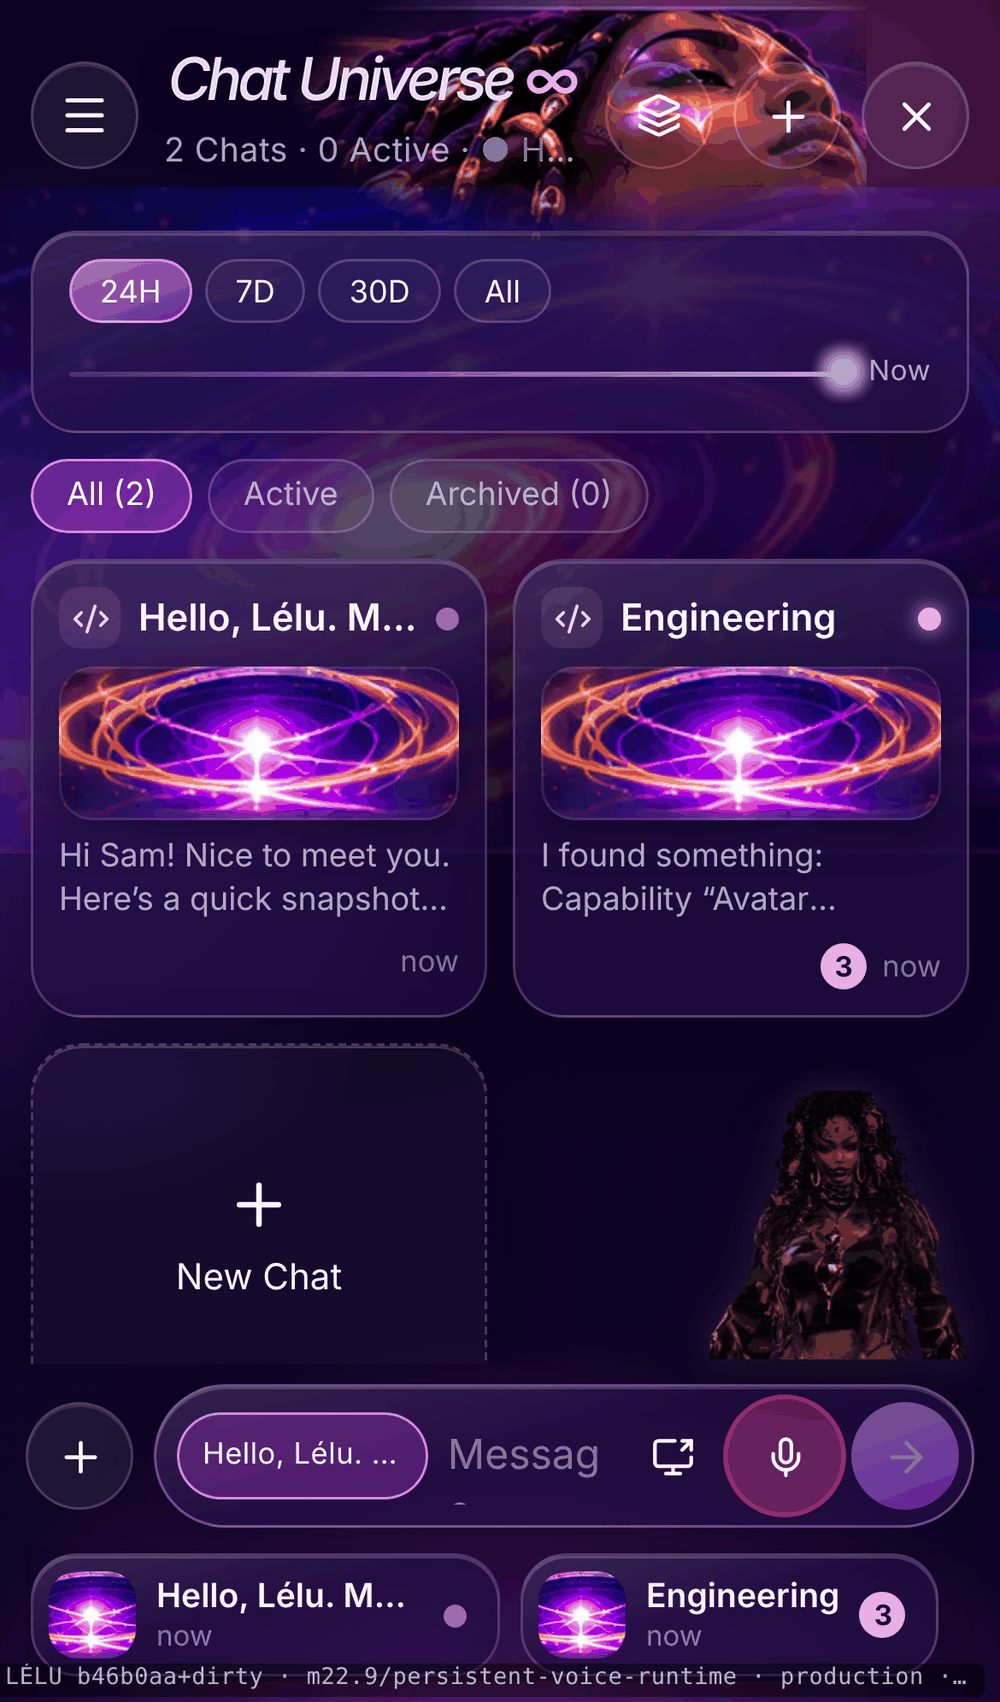 Chat Universe ∞
2 Chats · 0 Active · H...
24H
7D
30D
All
Now
All (2)
Active
Archived (0)
</> Hello, Lélu. M...
Hi Sam! Nice to meet you.
Here’s a quick snapshot...
now
</> Engineering
I found something:
Capability “Avatar...
3 now
New Chat
Hello, Lélu. ...
Messag
Hello, Lélu. M...
now
Engineering
now
3
LÉLU b46b0aa+dirty · m22.9/persistent-voice-runtime · production ·…